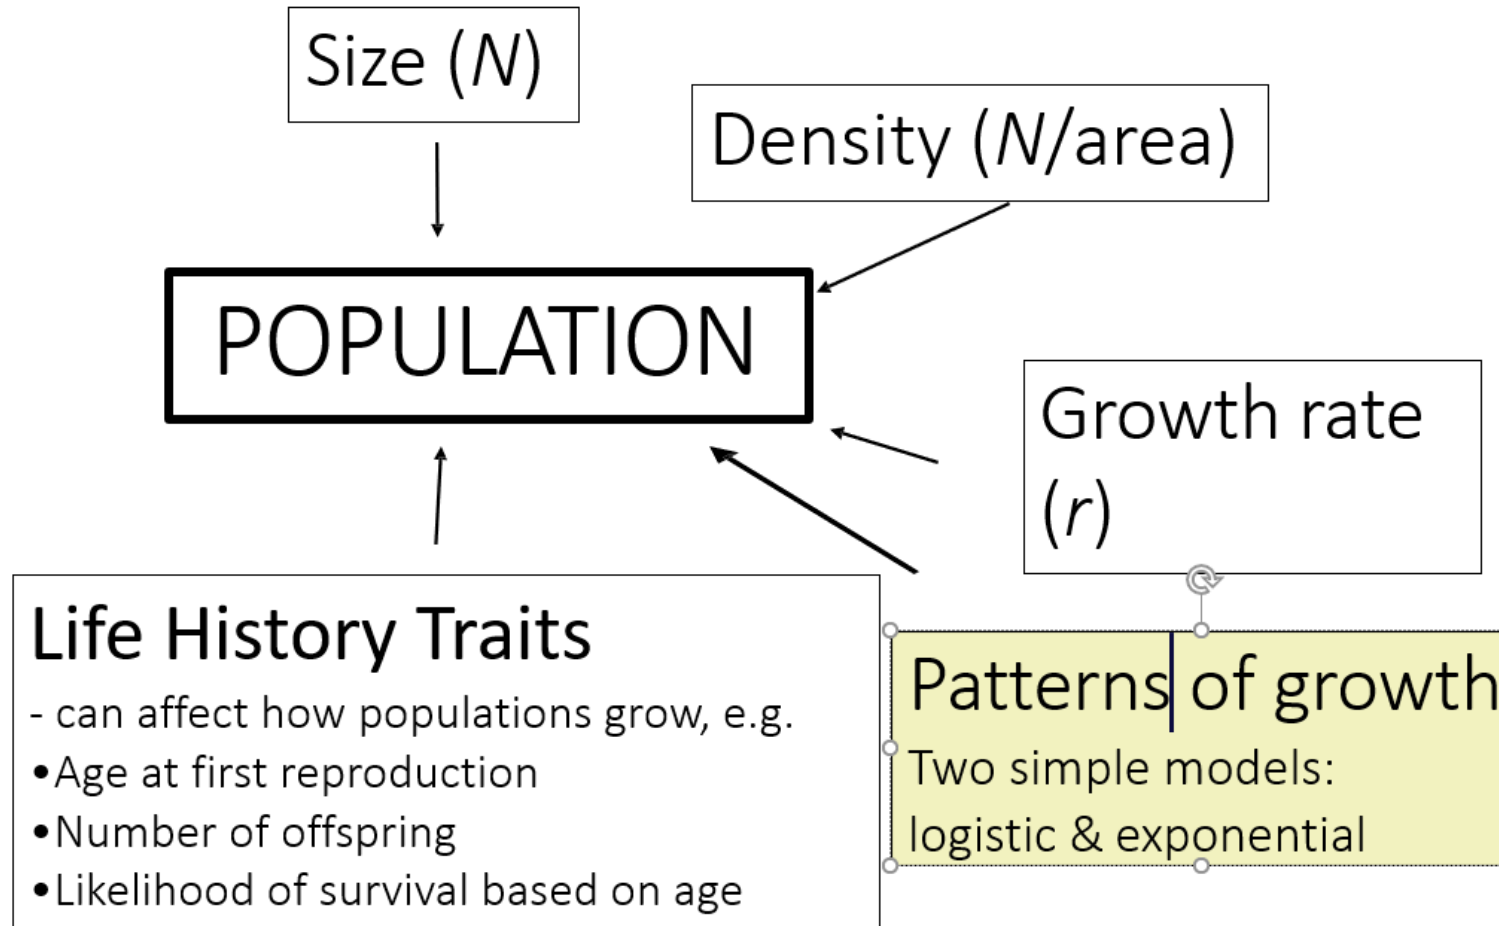 Size (N)
Density (N/area)
POPULATION
Growth rate
(r)
Life History Traits
- can affect how populations grow, e.g.
•Age at first reproduction
•Number of offspring
•Likelihood of survival based on age
Patterns of growth
Two simple models:
logistic & exponential